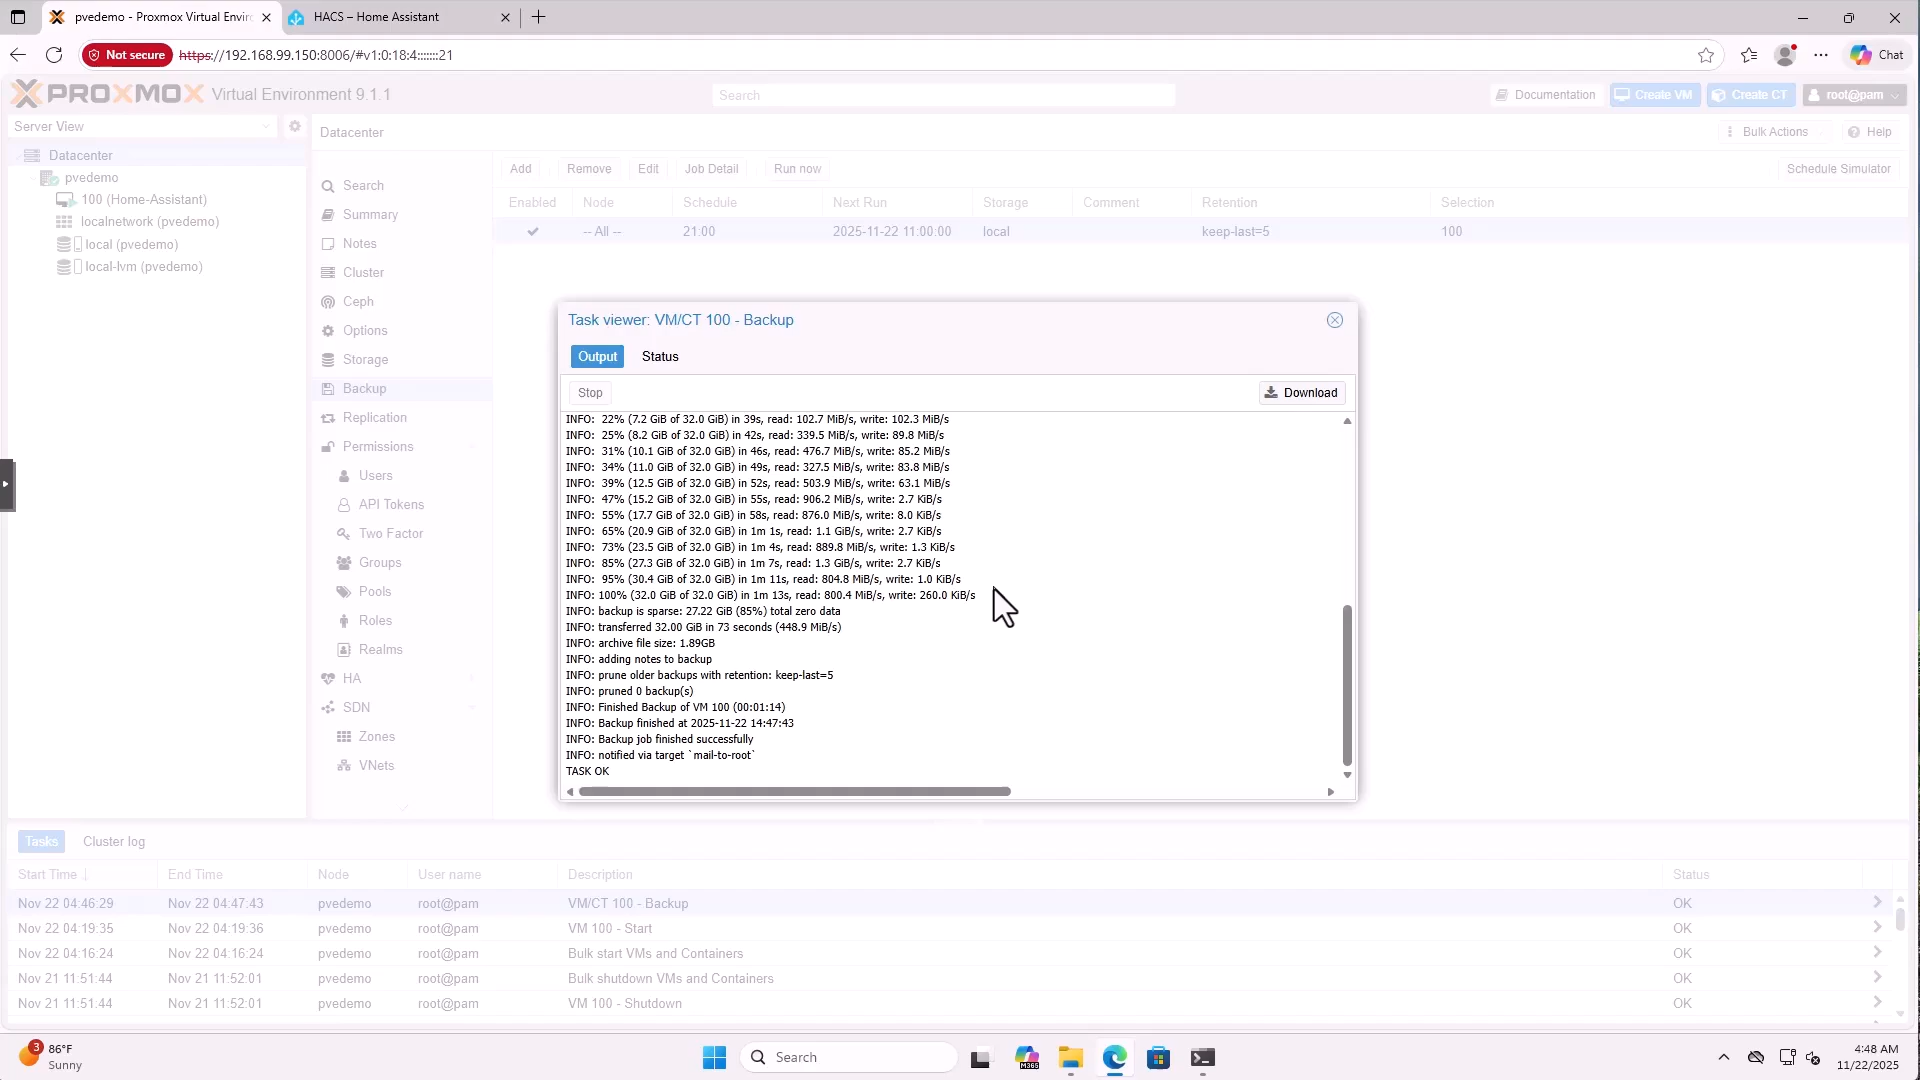 pvedemo - Proxmox Virtual Envir
HACS – Home Assistant
Not secure
https://192.168.99.150:8006/#v1:0:18:4:::::::21
Chat
PROXMOX Virtual Environment 9.1.1
Search
Documentation
Create VM
Create CT
root@pam
Server View
Datacenter
Bulk Actions
Help
Datacenter
pvedemo
100 (Home-Assistant)
localnetwork (pvedemo)
local (pvedemo)
local-lvm (pvedemo)
Search
Summary
Notes
Cluster
Ceph
Options
Storage
Backup
Replication
Permissions
Users
API Tokens
Two Factor
Groups
Pools
Roles
Realms
HA
SDN
Zones
VNets
Add Remove Edit Job Detail Run now Schedule Simulator
Enabled Node Schedule Next Run Storage Comment Retention Selection
-- All -- 21:00 2025-11-22 11:00:00 local keep-last=5 100
Task viewer: VM/CT 100 - Backup
Output Status
Stop Download
INFO: 22% (7.2 GiB of 32.0 GiB) in 39s, read: 102.7 MiB/s, write: 102.3 MiB/s
INFO: 25% (8.2 GiB of 32.0 GiB) in 42s, read: 339.5 MiB/s, write: 89.8 MiB/s
INFO: 31% (10.1 GiB of 32.0 GiB) in 46s, read: 476.7 MiB/s, write: 85.2 MiB/s
INFO: 34% (11.0 GiB of 32.0 GiB) in 49s, read: 327.5 MiB/s, write: 83.8 MiB/s
INFO: 39% (12.5 GiB of 32.0 GiB) in 52s, read: 503.9 MiB/s, write: 63.1 MiB/s
INFO: 47% (15.2 GiB of 32.0 GiB) in 55s, read: 906.2 MiB/s, write: 2.7 KiB/s
INFO: 55% (17.7 GiB of 32.0 GiB) in 58s, read: 876.0 MiB/s, write: 8.0 KiB/s
INFO: 65% (20.9 GiB of 32.0 GiB) in 1m 1s, read: 1.1 GiB/s, write: 2.7 KiB/s
INFO: 73% (23.5 GiB of 32.0 GiB) in 1m 4s, read: 889.8 MiB/s, write: 1.3 KiB/s
INFO: 85% (27.3 GiB of 32.0 GiB) in 1m 7s, read: 1.3 GiB/s, write: 2.7 KiB/s
INFO: 95% (30.4 GiB of 32.0 GiB) in 1m 11s, read: 804.8 MiB/s, write: 1.0 KiB/s
INFO: 100% (32.0 GiB of 32.0 GiB) in 1m 13s, read: 800.4 MiB/s, write: 260.0 KiB/s
INFO: backup is sparse: 27.22 GiB (85%) total zero data
INFO: transferred 32.00 GiB in 73 seconds (448.9 MiB/s)
INFO: archive file size: 1.89GB
INFO: adding notes to backup
INFO: prune older backups with retention: keep-last=5
INFO: pruned 0 backup(s)
INFO: Finished Backup of VM 100 (00:01:14)
INFO: Backup finished at 2025-11-22 14:47:43
INFO: Backup job finished successfully
INFO: notified via target `mail-to-root`
TASK OK
Tasks Cluster log
Start Time End Time Node User name Description Status
Nov 22 04:46:29 Nov 22 04:47:43 pvedemo root@pam VM/CT 100 - Backup OK
Nov 22 04:19:35 Nov 22 04:19:36 pvedemo root@pam VM 100 - Start OK
Nov 22 04:16:24 Nov 22 04:16:24 pvedemo root@pam Bulk start VMs and Containers OK
Nov 21 11:51:44 Nov 21 11:52:01 pvedemo root@pam Bulk shutdown VMs and Containers OK
Nov 21 11:51:44 Nov 21 11:52:01 pvedemo root@pam VM 100 - Shutdown OK
3
86°F
Sunny
Search
M365
4:48 AM
11/22/2025